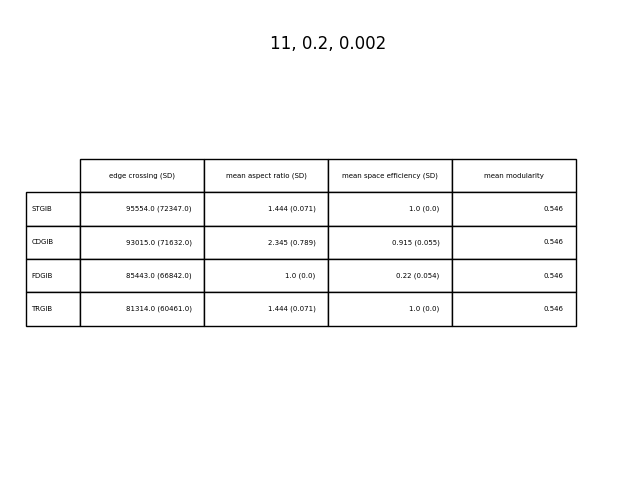 11, 0.2, 0.002
edge crossing (SD) mean aspect ratio (SD) mean space efficiency (SD) mean modularity
STGIB 95554.0 (72347.0) 1.444 (0.071) 1.0 (0.0) 0.546
CDGIB 93015.0 (71632.0) 2.345 (0.789) 0.915 (0.055) 0.546
FDGIB 85443.0 (66842.0) 1.0 (0.0) 0.22 (0.054) 0.546
TRGIB 81314.0 (60461.0) 1.444 (0.071) 1.0 (0.0) 0.546